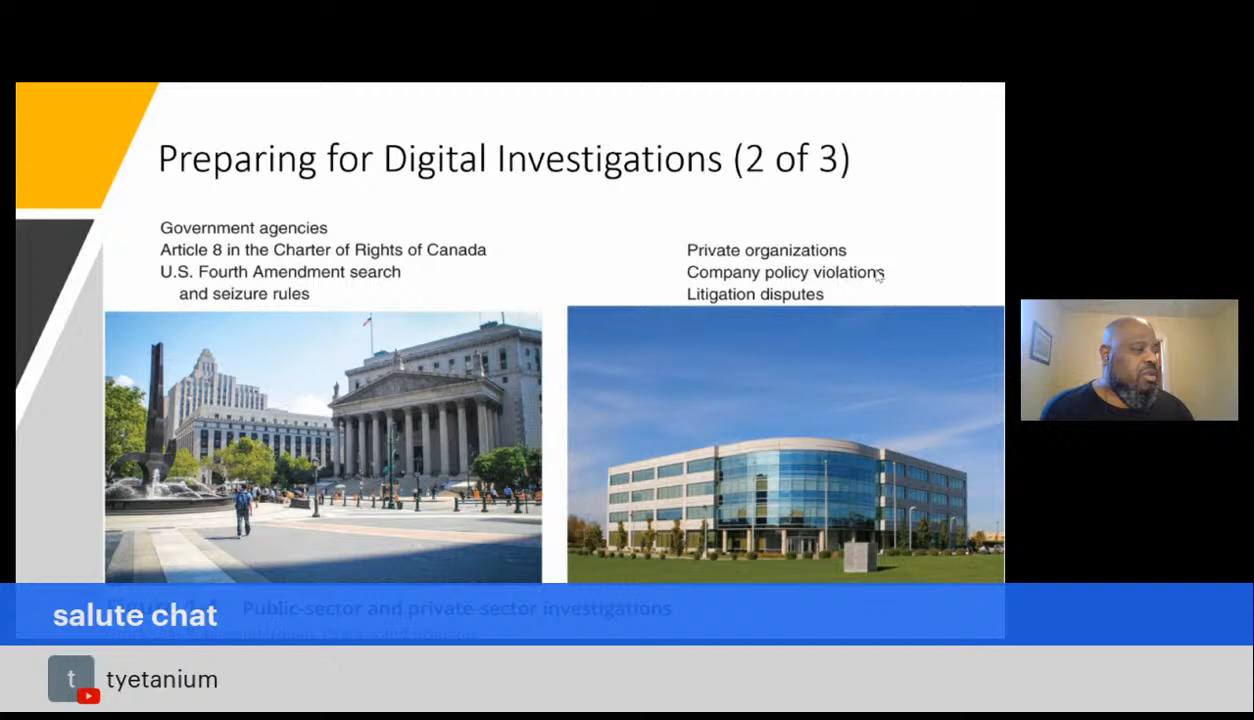 Preparing for Digital Investigations (2 of 3)
Government agencies
Article 8 in the Charter of Rights of Canada
U.S. Fourth Amendment search
and seizure rules
Private organizations
Company policy violations
Litigation disputes
Public-sector and private-sector investigations
salute chat
t
tyetanium